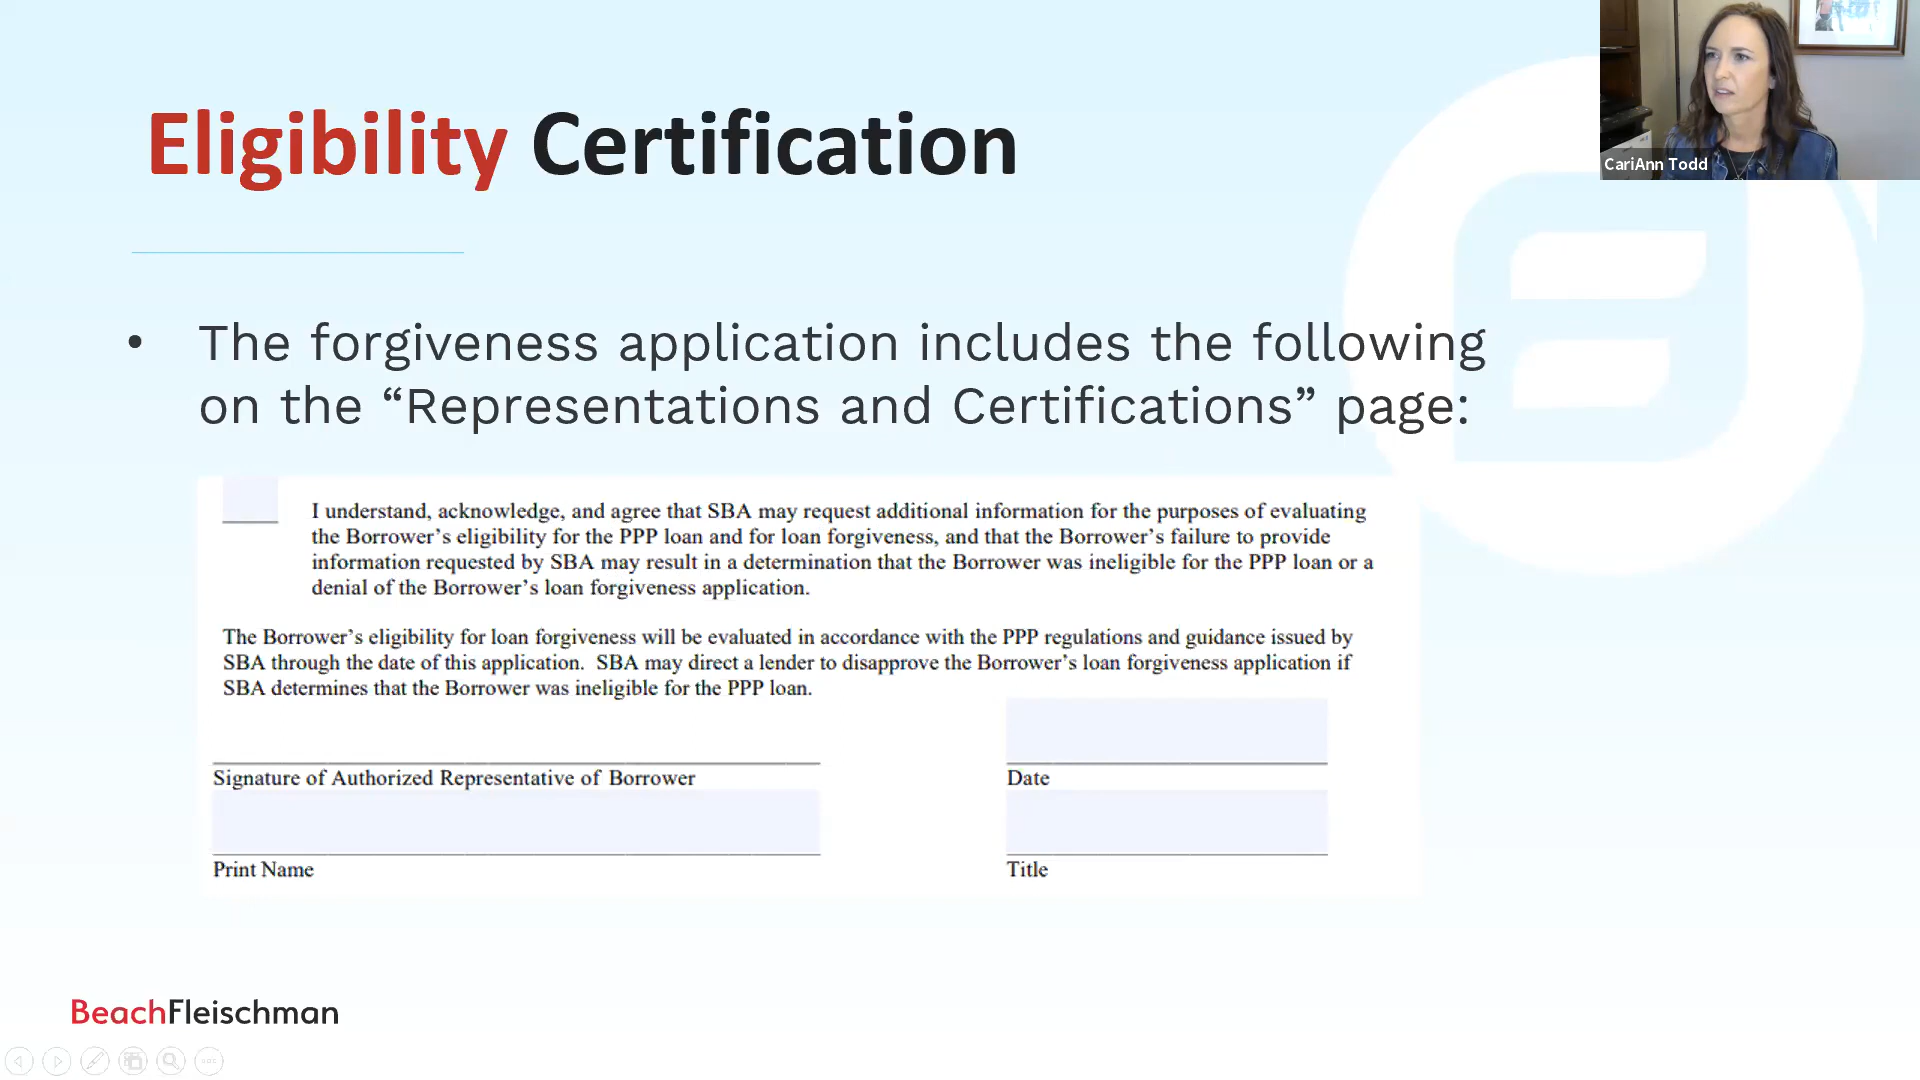 Eligibility Certification
CariAnn Todd
• The forgiveness application includes the following
on the “Representations and Certifications” page:
I understand, acknowledge, and agree that SBA may request additional information for the purposes of evaluating
the Borrower’s eligibility for the PPP loan and for loan forgiveness, and that the Borrower’s failure to provide
information requested by SBA may result in a determination that the Borrower was ineligible for the PPP loan or a
denial of the Borrower’s loan forgiveness application.
The Borrower’s eligibility for loan forgiveness will be evaluated in accordance with the PPP regulations and guidance issued by
SBA through the date of this application.  SBA may direct a lender to disapprove the Borrower’s loan forgiveness application if
SBA determines that the Borrower was ineligible for the PPP loan.
Signature of Authorized Representative of Borrower
Date
Print Name
Title
BeachFleischman